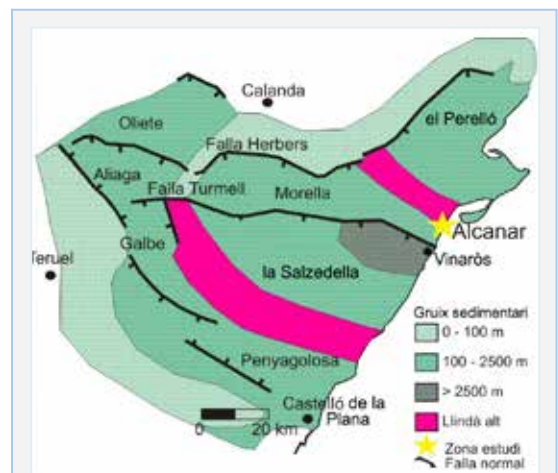 Calanda
Oliete
el Perelló
Falla Herbers
Aliaga
Falla Turmell
Morella
Alcanar
Galbe
Teruel
la Salzedella
Vinaròs
Gruix sedimentari
0 - 100 m
100 - 2500 m
> 2500 m
Llindà alt
Zona estudi
Falla normal
Penyagolosa
Castelló de la
Plana
0 20 km